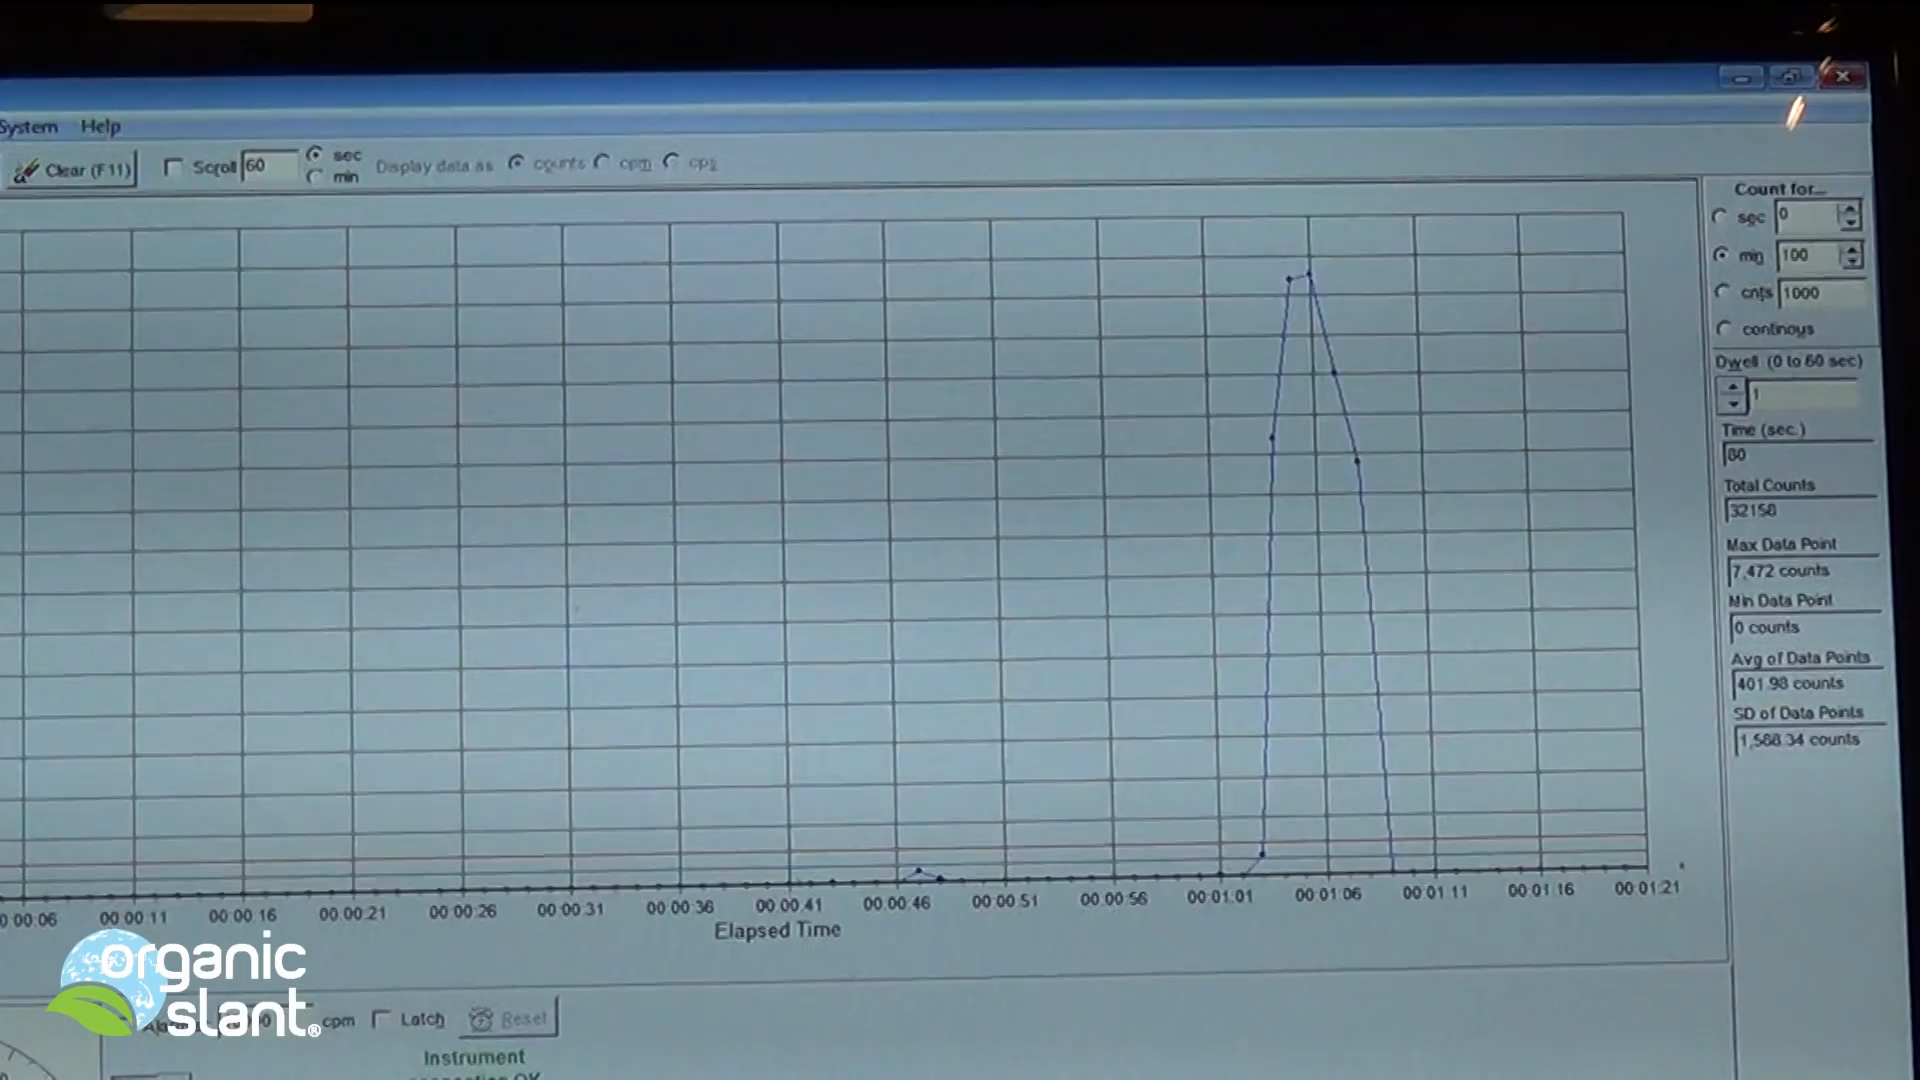 System Help
Clear (F11) Scroll 60 sec min Display data as counts cpm cps
Count for...
sec 0
min 100
cnts 1000
continous
Dwell (0 to 60 sec)
1
Time (sec.)
60
Total Counts
32158
Max Data Point
7,472 counts
Min Data Point
0 counts
Avg of Data Points
401.98 counts
SD of Data Points
1,588.34 counts
0:00:06 00:00:11 00:00:16 00:00:21 00:00:26 00:00:31 00:00:36 00:00:41 00:00:46 00:00:51 00:00:56 00:01:01 00:01:06 00:01:11 00:01:16 00:01:21
Elapsed Time
organic
slant®
cpm Latch Reset
Instrument
OK